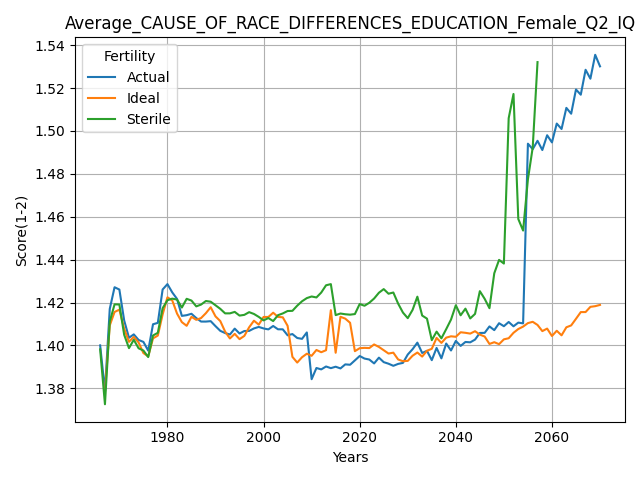 Average_CAUSE_OF_RACE_DIFFERENCES_EDUCATION_Female_Q2_IQ
Fertility
Actual
Ideal
Sterile
Score(1-2)
1.54
1.52
1.50
1.48
1.46
1.44
1.42
1.40
1.38
1980
2000
2020
2040
2060
Years